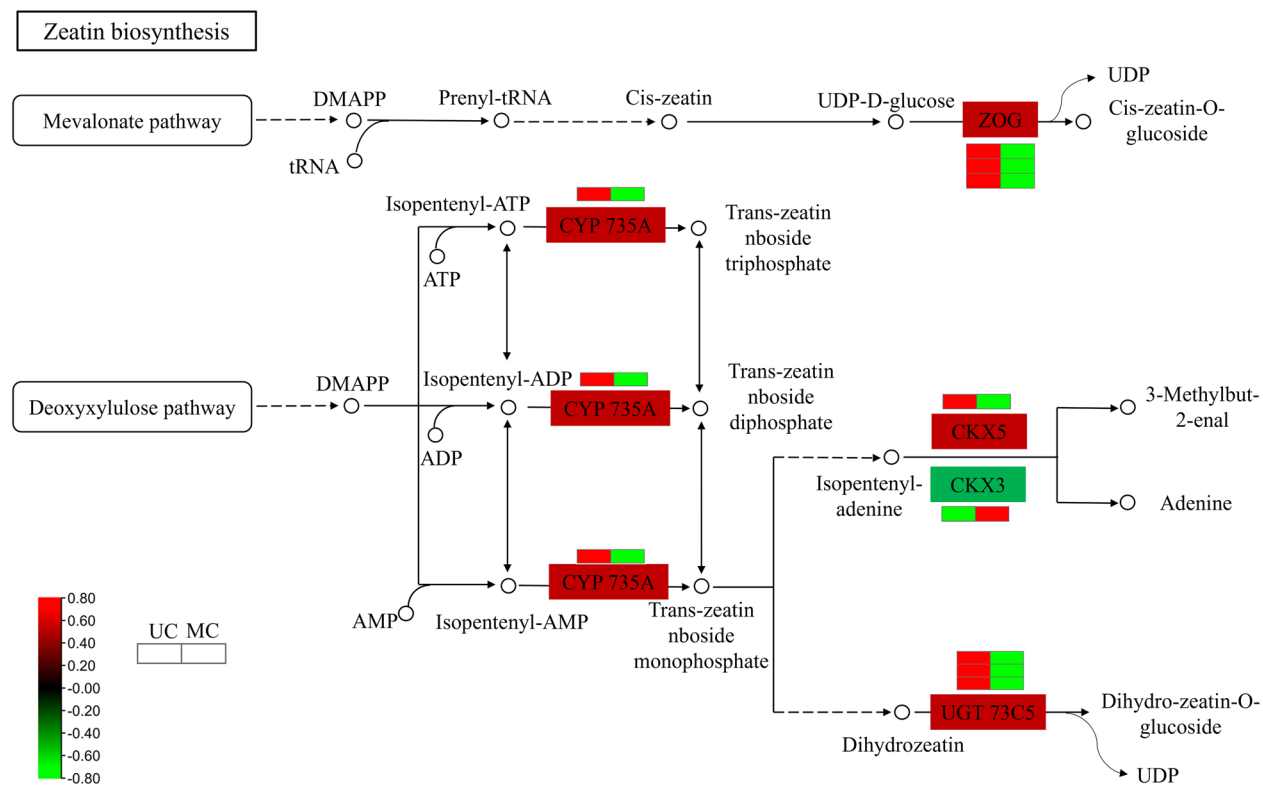 Zeatin biosynthesis
UDP
DMAPP
Prenyl-tRNA
Cis-zeatin
UDP-D-glucose
Mevalonate pathway
ZOG
Cis-zeatin-O-
glucoside
tRNA
Isopentenyl-ATP
CYP 735A
Trans-zeatin
nboside
triphosphate
ATP
DMAPP
Isopentenyl-ADP
Trans-zeatin
nboside
diphosphate
Deoxyxylulose pathway
CYP 735A
ADP
CKX5
3-Methylbut-
2-enal
CKX3
Isopentenyl-
adenine
Adenine
CYP 735A
AMP
Isopentenyl-AMP
Trans-zeatin
nboside
monophosphate
UC MC
0.80
0.60
0.40
0.20
-0.00
-0.20
-0.40
-0.60
-0.80
UGT 73C5
Dihydro-zeatin-O-
glucoside
Dihydrozeatin
UDP